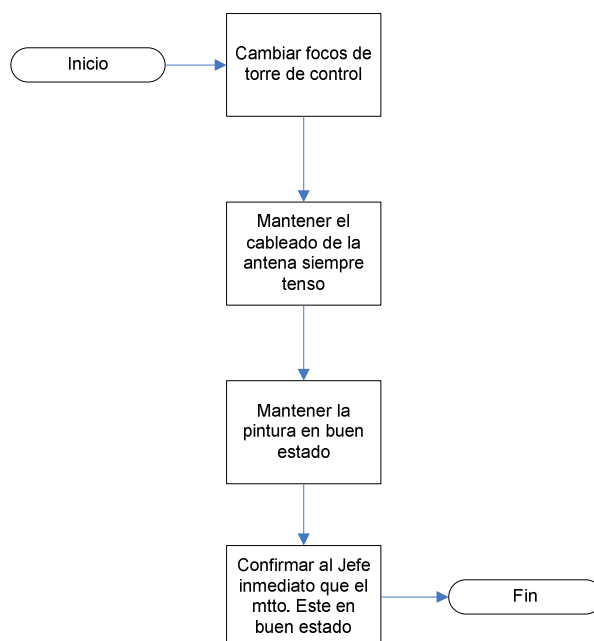 Inicio
Cambiar focos de
torre de control
Mantener el
cableado de la
antena siempre
tenso
Mantener la
pintura en buen
estado
Confirmar al Jefe
inmediato que el
mtto. Este en
buen estado
Fin